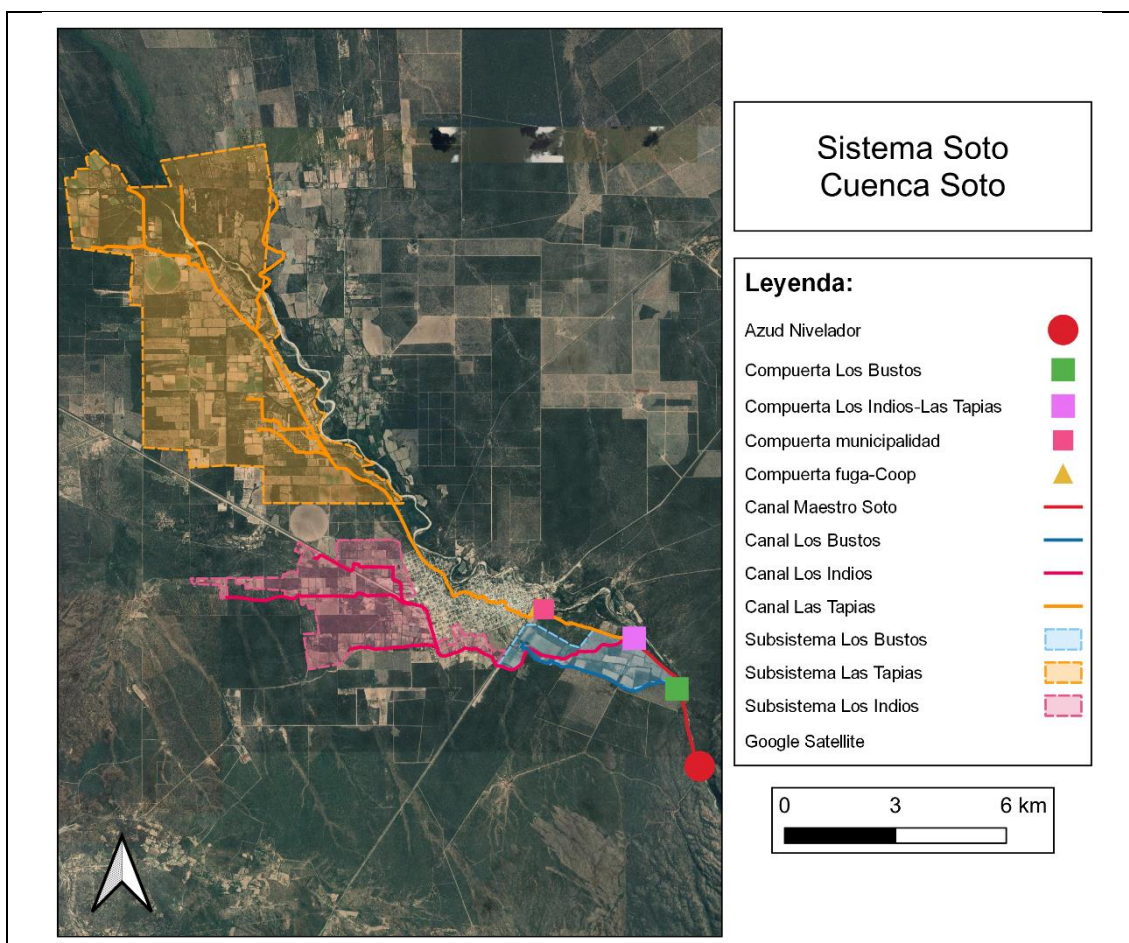 Sistema Soto
Cuenca Soto
Leyenda:
Azud Nivelador
Compuerta Los Bustos
Compuerta Los Indios-Las Tapias
Compuerta municipalidad
Compuerta fuga-Coop
Canal Maestro Soto
Canal Los Bustos
Canal Los Indios
Canal Las Tapias
Subsistema Los Bustos
Subsistema Las Tapias
Subsistema Los Indios
Google Satellite
0 3 6 km